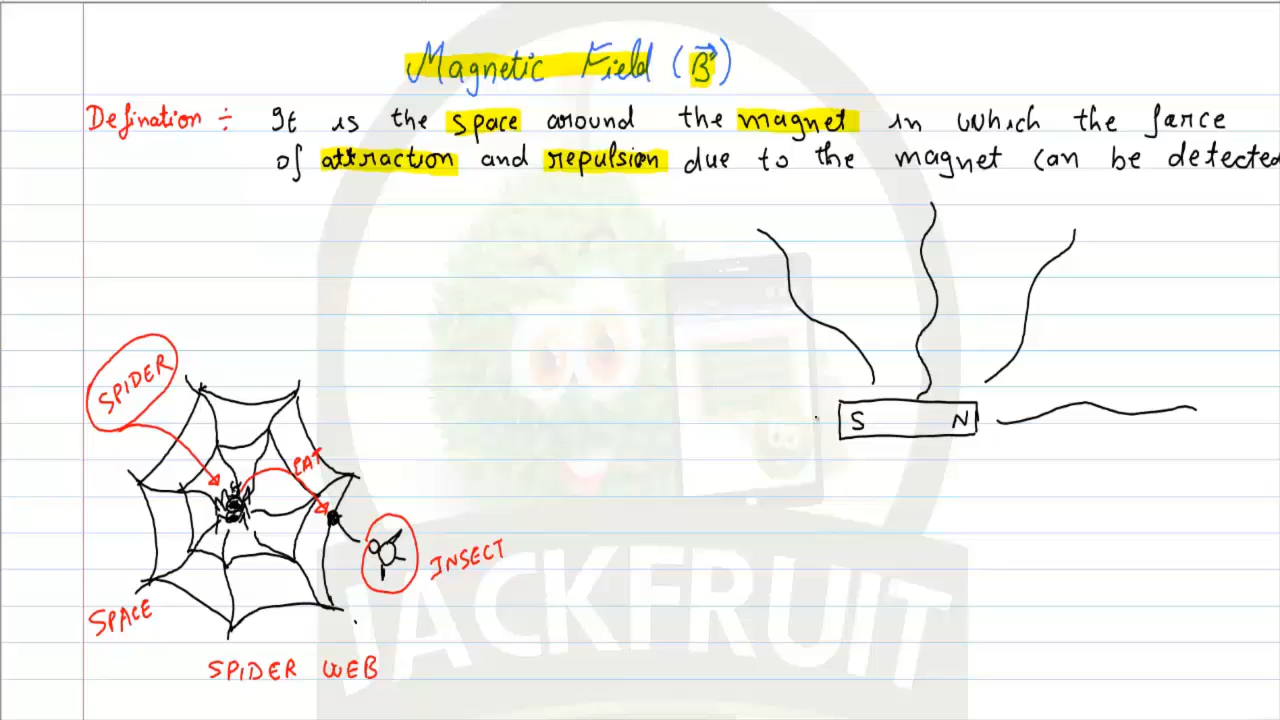 Magnetic Field (B⃗)
Defination ÷ It is the space around the magnet in which the farce
of attraction and repulsion due to the magnet can be detected
SPIDER
EAT
S N
INSECT
SPACE
SPIDER WEB
JACKFRUIT